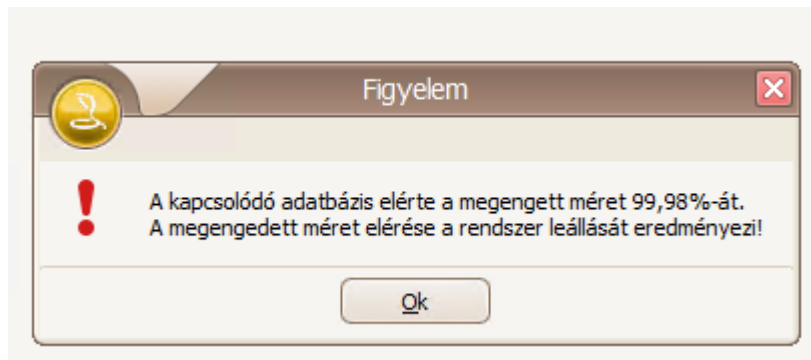 Figyelem
A kapcsolódó adatbázis elérte a megengett méret 99,98%-át.
A megengedett méret elérése a rendszer leállását eredményezi!
Ok